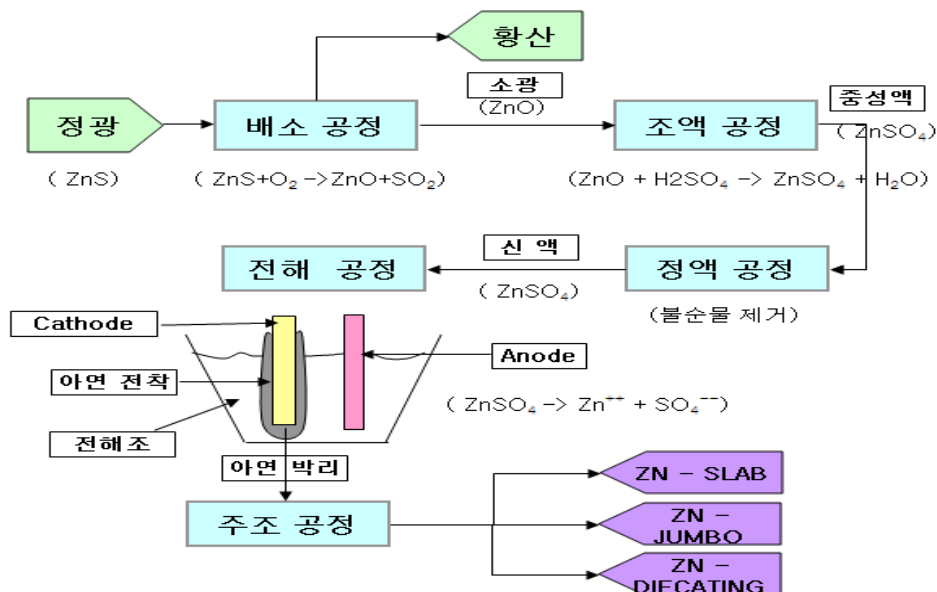 황산
소광
(ZnO)
중성액
( ZnSO₄)
정광
배소 공정
조액 공정
( ZnS)
( ZnS+O₂ ->ZnO+SO₂)
(ZnO + H2SO₄ -> ZnSO₄ + H₂O)
신 액
( ZnSO₄)
전해 공정
정액 공정
(불순물 제거)
Cathode
Anode
아연 전착
( ZnSO₄ -> Zn⁺⁺ + SO₄⁻⁻)
전해조
아연 박리
주조 공정
ZN – SLAB
ZN –
JUMBO
ZN –
DIECATING